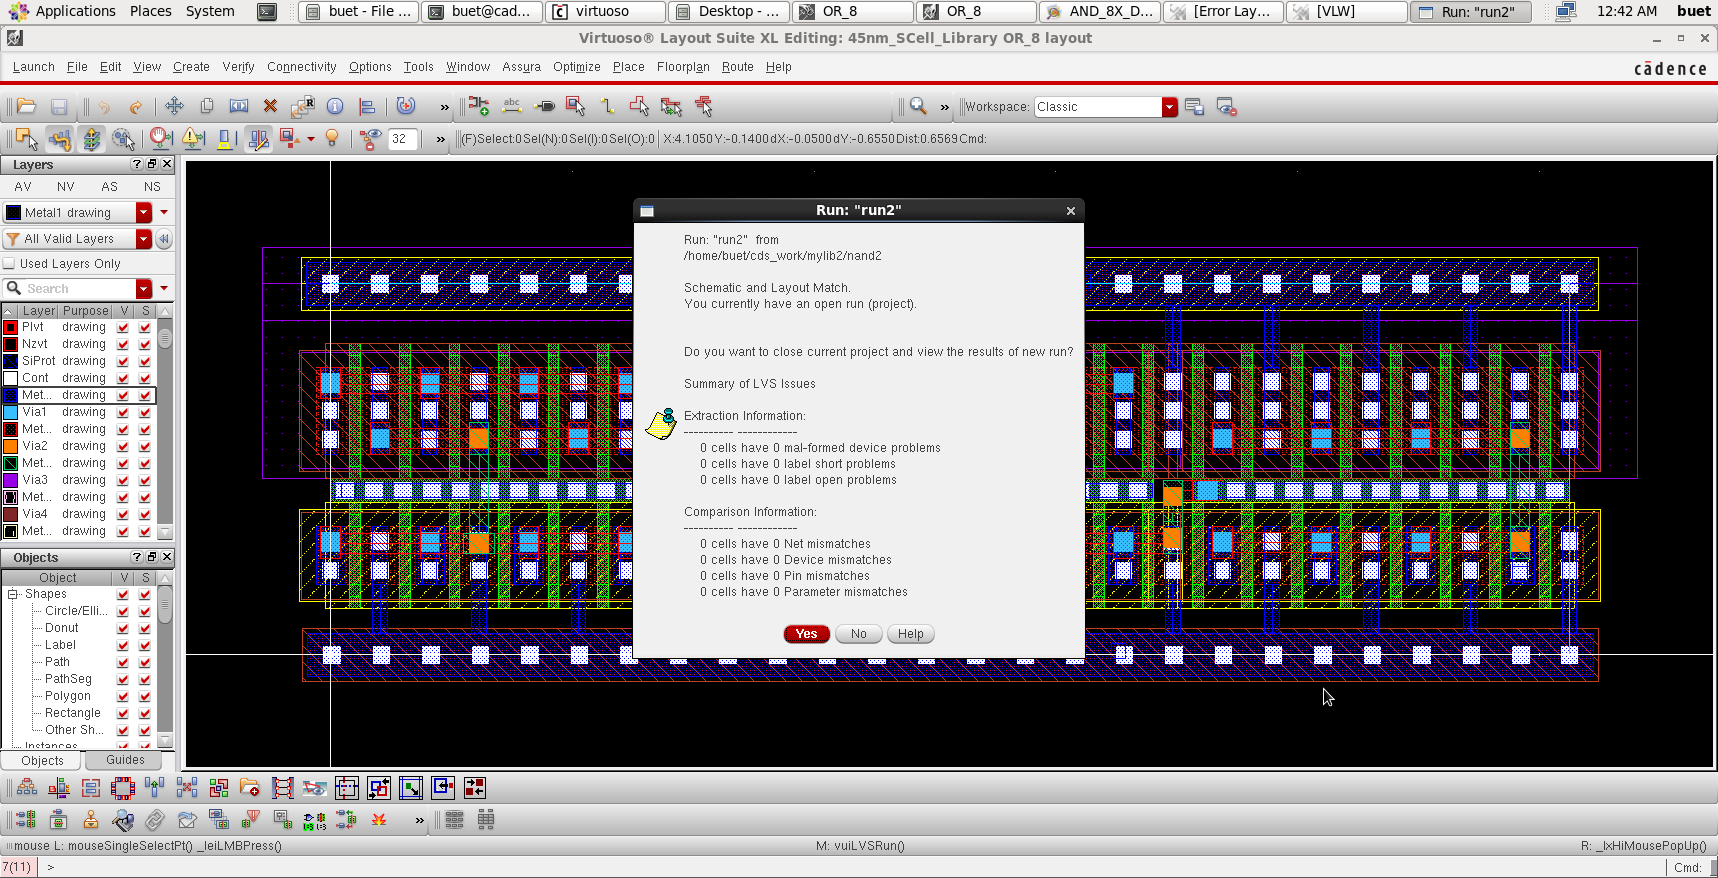 Applications Places System buet - File ... buet@cad... virtuoso Desktop - ... OR_8 OR_8 AND_8X_D... [Error Lay... [VLW] Run: "run2" 12:42 AM buet
Virtuoso® Layout Suite XL Editing: 45nm_SCell_Library OR_8 layout
Launch File Edit View Create Verify Connectivity Options Tools Window Assura Optimize Place Floorplan Route Help
cādence
abc » » Workspace: Classic
32 » (F)Select:0 Sel(N):0 Sel(I):0 Sel(O):0 X:4.1050 Y:-0.1400 dX:-0.0500 dY:-0.6550 Dist:0.6569 Cmd:
Layers
AV NV AS NS
Metal1 drawing
All Valid Layers
Used Layers Only
Search
Layer Purpose V S
Plvt drawing
Nzvt drawing
SiProt drawing
Cont drawing
Met... drawing
Via1 drawing
Met... drawing
Via2 drawing
Met... drawing
Via3 drawing
Met... drawing
Via4 drawing
Met... drawing
Objects
Object V S
Shapes
Circle/Elli...
Donut
Label
Path
PathSeg
Polygon
Rectangle
Other Sh...
Instances
Objects Guides
Run: "run2"
Run: "run2" from
/home/buet/cds_work/mylib2/nand2
Schematic and Layout Match.
You currently have an open run (project).
Do you want to close current project and view the results of new run?
Summary of LVS Issues
Extraction Information:
---------- ------------
0 cells have 0 mal-formed device problems
0 cells have 0 label short problems
0 cells have 0 label open problems
Comparison Information:
---------- ------------
0 cells have 0 Net mismatches
0 cells have 0 Device mismatches
0 cells have 0 Pin mismatches
0 cells have 0 Parameter mismatches
Yes No Help
»
mouse L: mouseSingleSelectPt() _leiLMBPress() M: vuiLVSRun() R: _lxHiMousePopUp()
7(11) > Cmd: